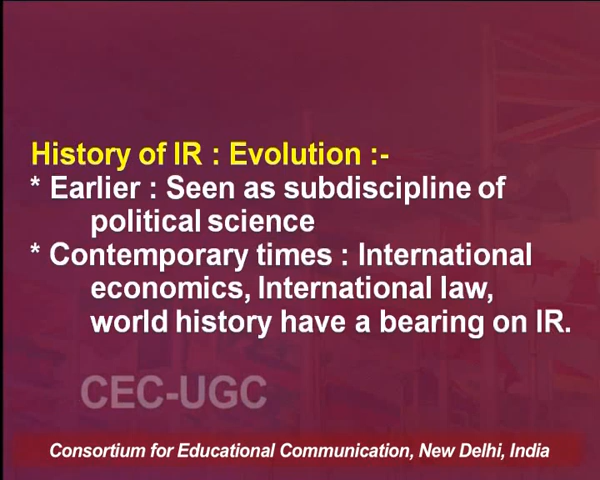 History of IR : Evolution :-
* Earlier : Seen as subdiscipline of
political science
* Contemporary times : International
economics, International law,
world history have a bearing on IR.
CEC-UGC
Consortium for Educational Communication, New Delhi, India